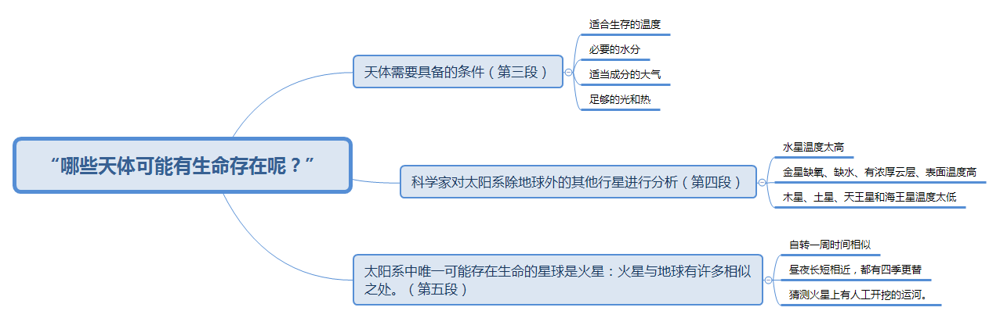 “哪些天体可能有生命存在呢？”
天体需要具备的条件（第三段）
适合生存的温度
必要的水分
适当成分的大气
足够的光和热
科学家对太阳系除地球外的其他行星进行分析（第四段）
水星温度太高
金星缺氧、缺水、有浓厚云层、表面温度高
木星、土星、天王星和海王星温度太低
太阳系中唯一可能存在生命的星球是火星：火星与地球有许多相似
之处。（第五段）
自转一周时间相似
昼夜长短相近，都有四季更替
猜测火星上有人工开挖的运河。